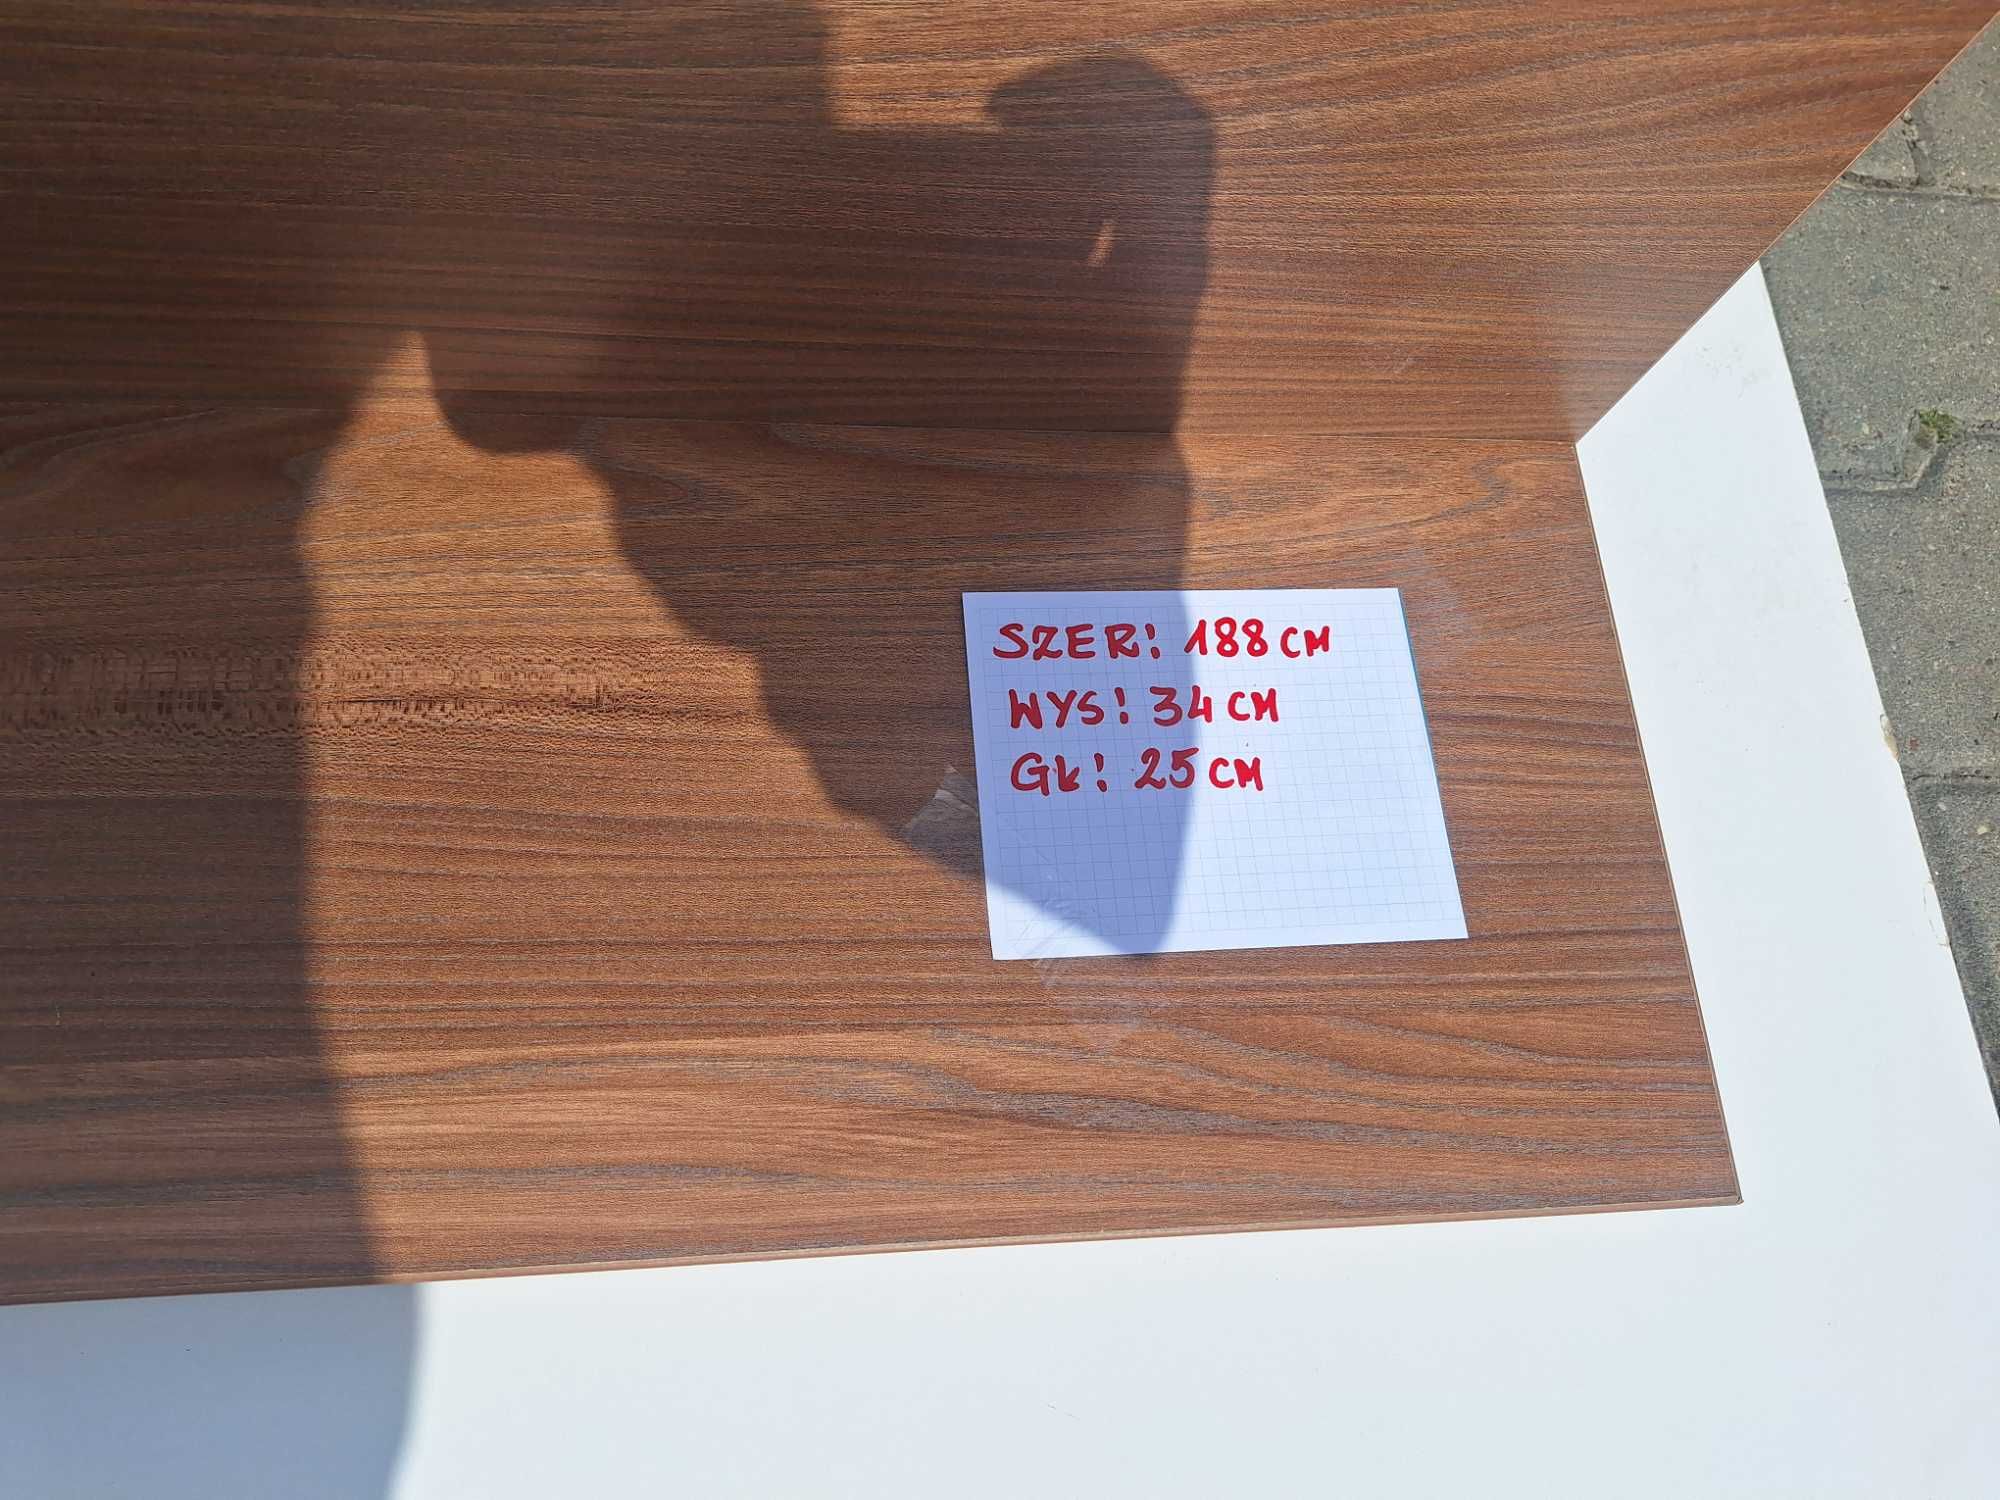 SZER: 188 CM
WYS: 34 CM
Gł: 25 CM